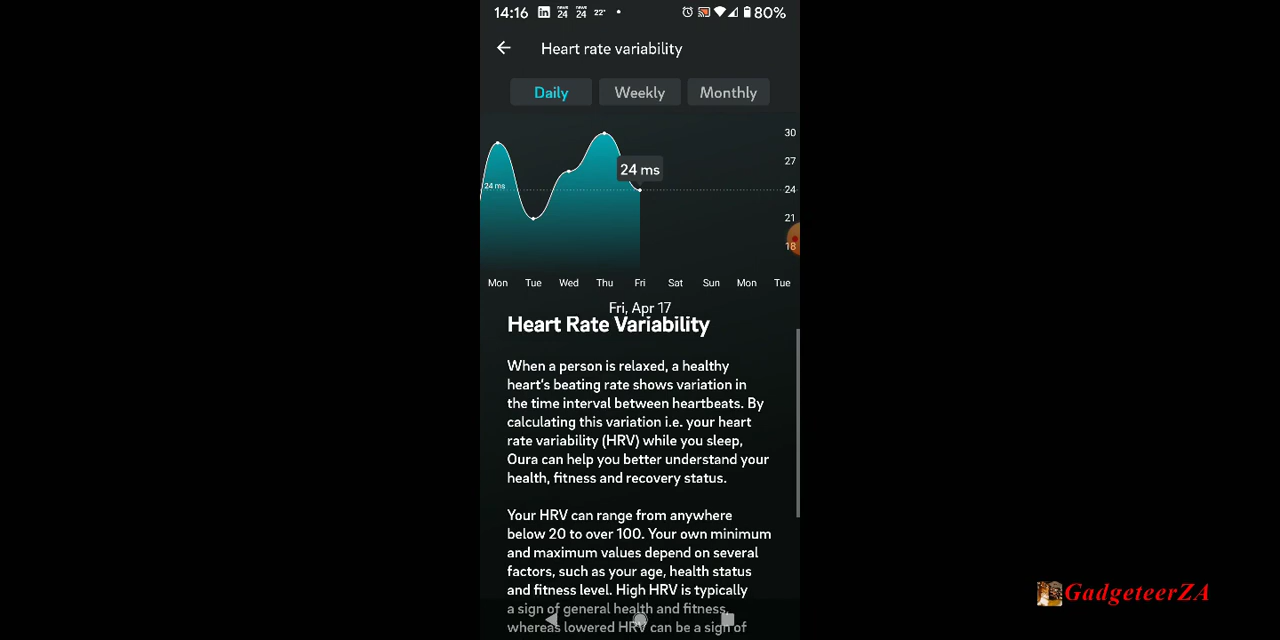 14:16 in NEWS 24 NEWS 24 22° 80%
Heart rate variability
Daily Weekly Monthly
30
27
24 ms
24 ms
24
21
18
Mon Tue Wed Thu Fri Sat Sun Mon Tue
Fri, Apr 17
Heart Rate Variability
When a person is relaxed, a healthy
heart's beating rate shows variation in
the time interval between heartbeats. By
calculating this variation i.e. your heart
rate variability (HRV) while you sleep,
Oura can help you better understand your
health, fitness and recovery status.
Your HRV can range from anywhere
below 20 to over 100. Your own minimum
and maximum values depend on several
factors, such as your age, health status
and fitness level. High HRV is typically
a sign of general health and fitness,
whereas lowered HRV can be a sign of
GadgeteerZA